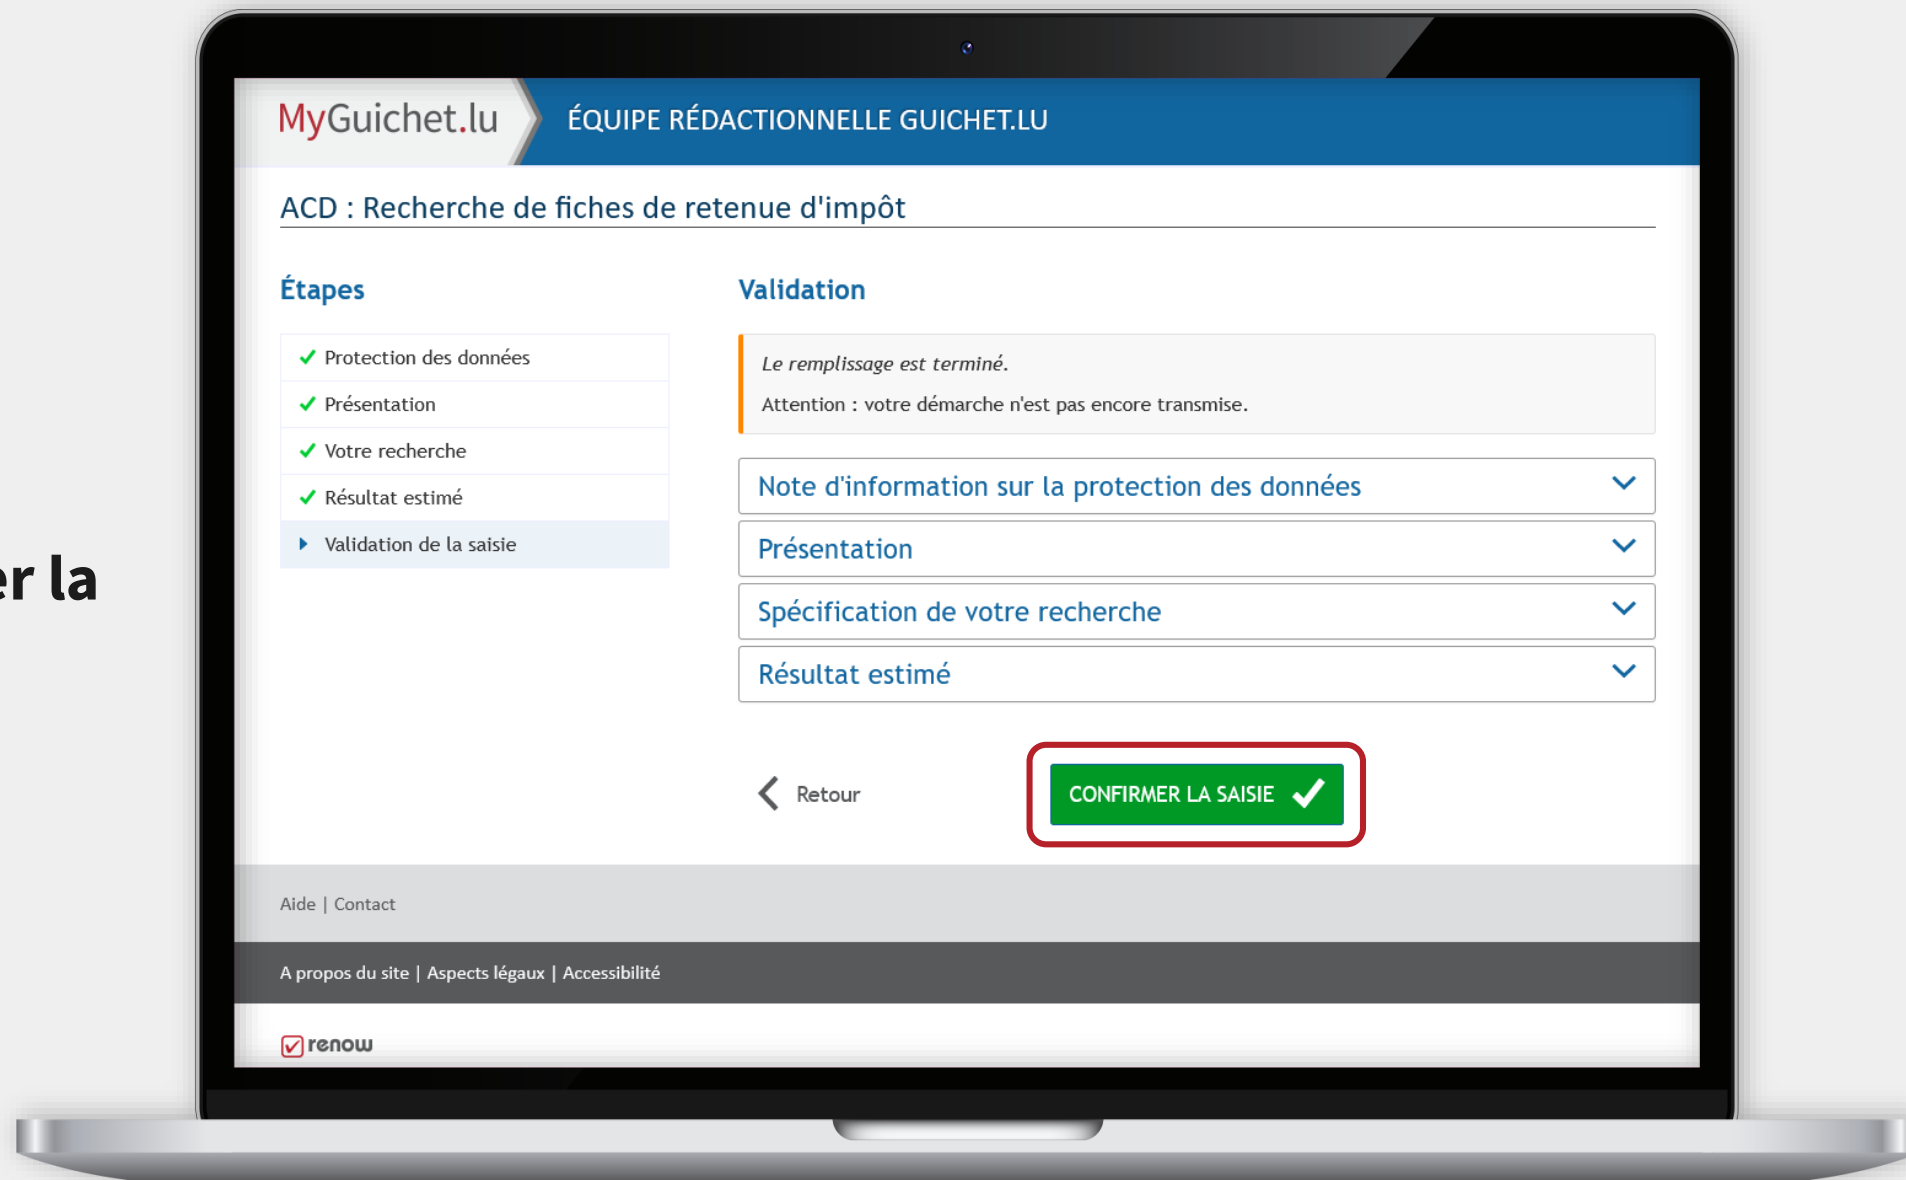 MyGuichet.lu
ÉQUIPE RÉDACTIONNELLE GUICHET.LU
ACD : Recherche de fiches de retenue d'impôt
Étapes
Protection des données
Présentation
Votre recherche
Résultat estimé
Validation de la saisie
Validation
Le remplissage est terminé.
Attention : votre démarche n'est pas encore transmise.
Note d'information sur la protection des données
Présentation
Spécification de votre recherche
Résultat estimé
Retour
CONFIRMER LA SAISIE
er la
Aide | Contact
A propos du site | Aspects légaux | Accessibilité
renow